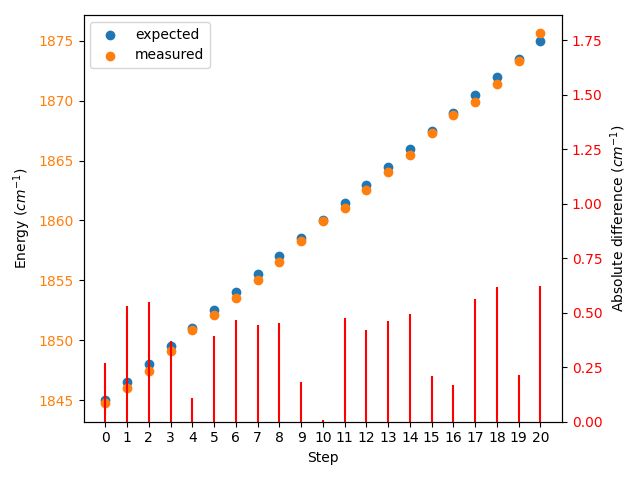 expected
measured
1875
1870
1865
1860
1855
1850
1845
Energy (cm⁻¹)
1.75
1.50
1.25
1.00
0.75
0.50
0.25
0.00
Absolute difference (cm⁻¹)
0 1 2 3 4 5 6 7 8 9 10 11 12 13 14 15 16 17 18 19 20
Step